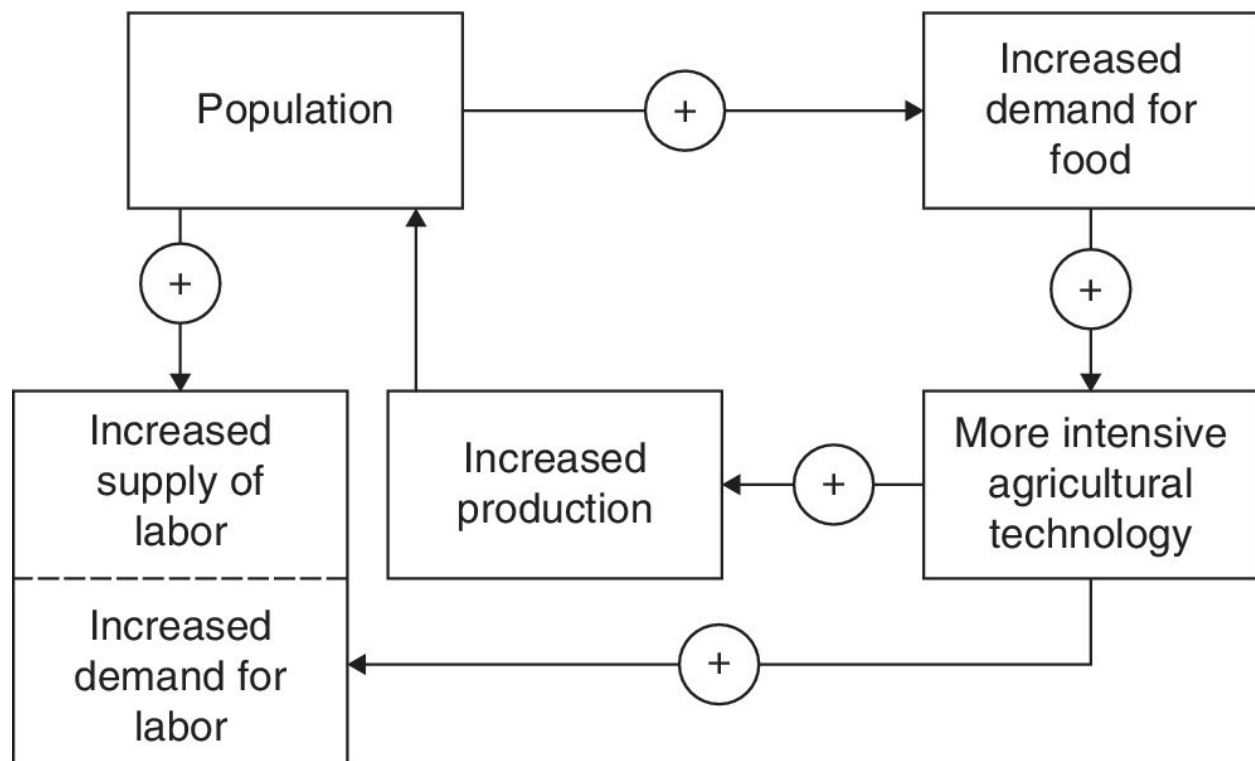 Population
+
Increased
demand for
food
+
+
Increased
supply of
labor
Increased
production
+
More intensive
agricultural
technology
Increased
demand for
labor
+